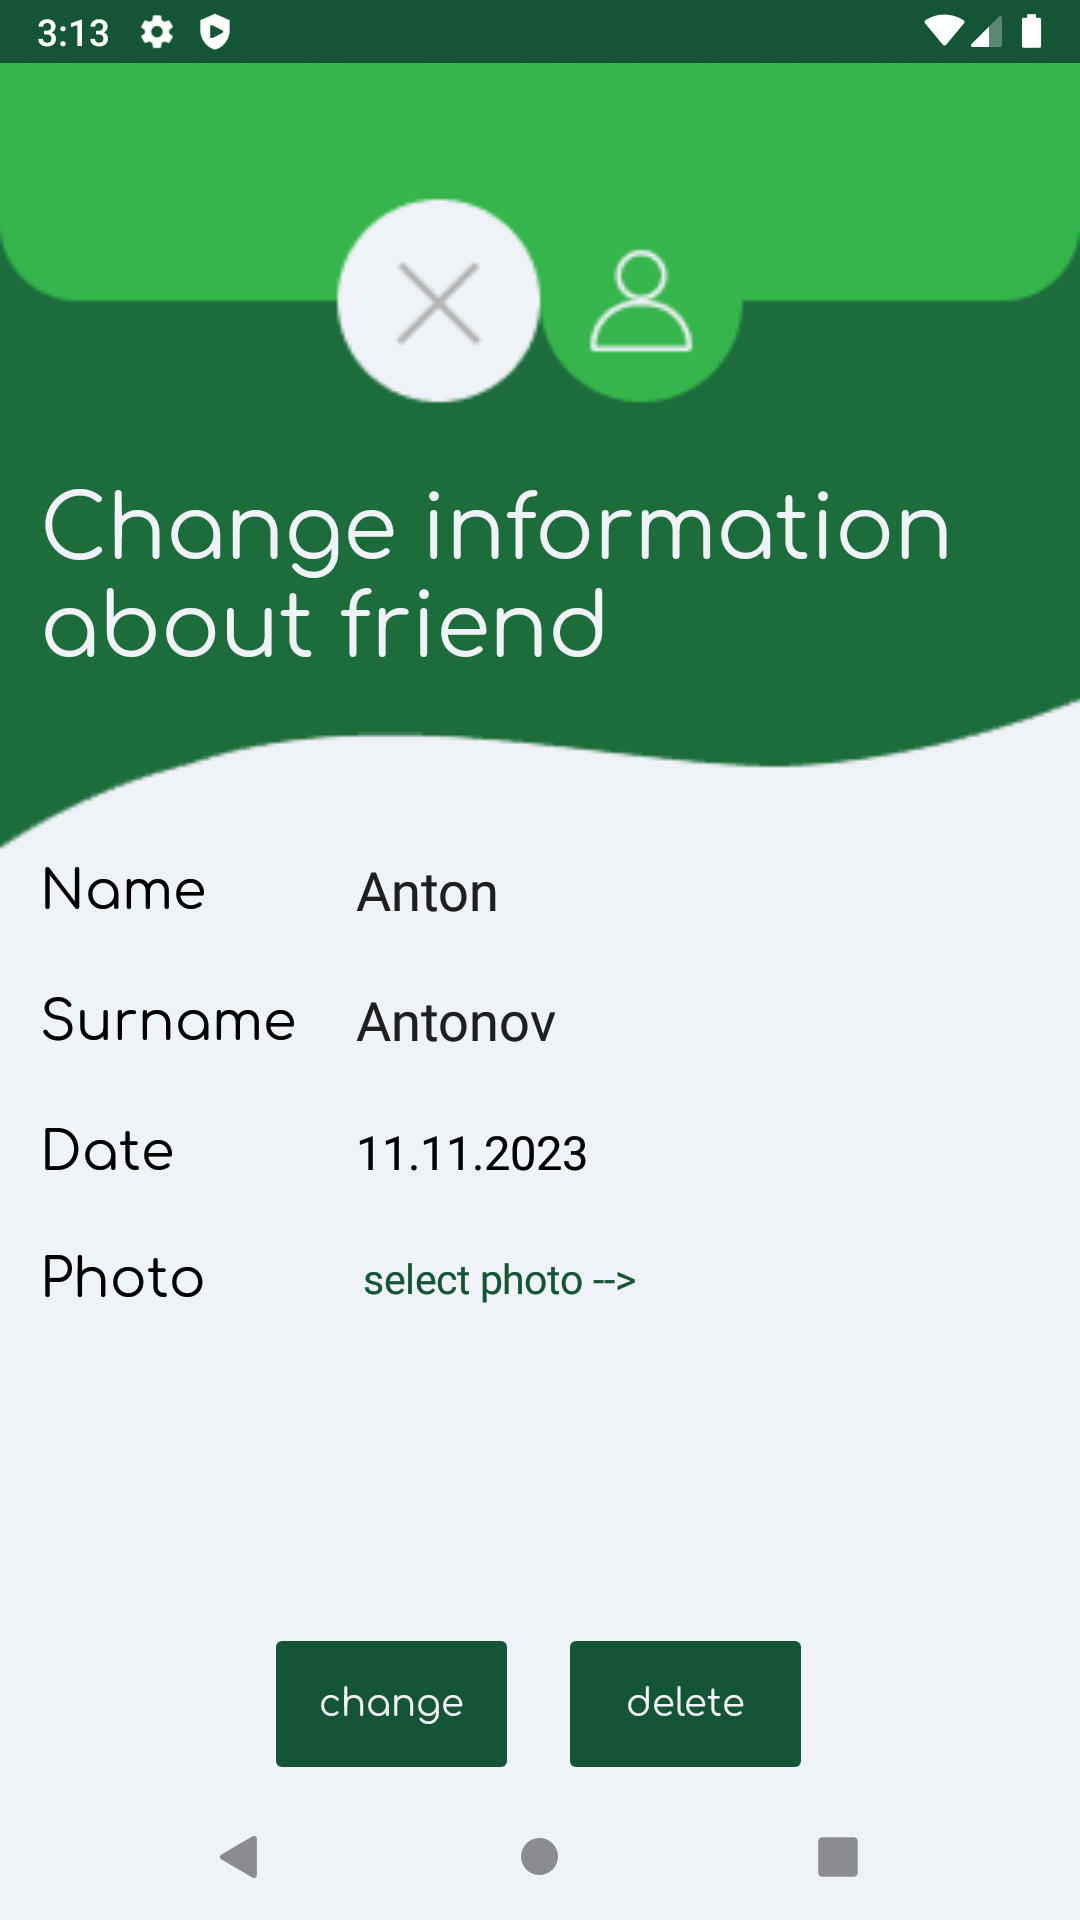 3:13
Change information
about friend
Name Anton
Surname Antonov
Date 11.11.2023
Photo select photo -->
change delete